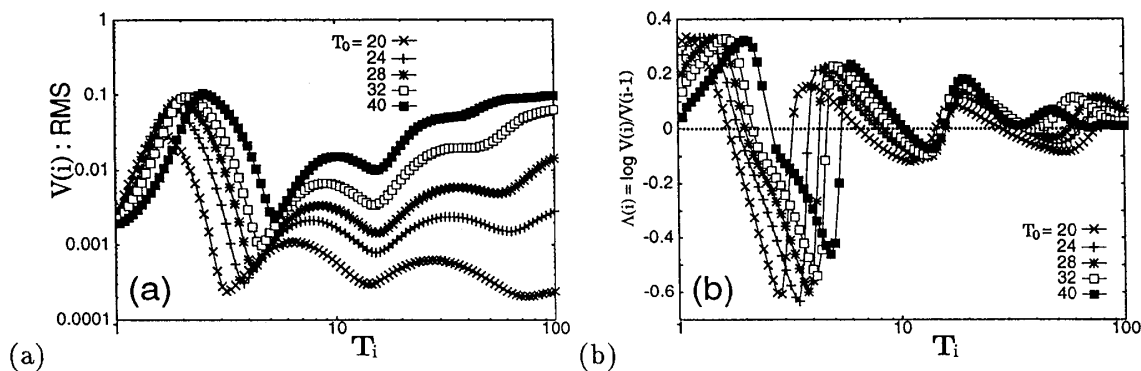 1
0.1
0.01
0.001
0.0001
V(i) : RMS
T₀ = 20
24
28
32
40
(a)
1
10
100
Tᵢ
(a)
0.4
0.2
0
-0.2
-0.4
-0.6
Λ(i) = log V(i)/V(i-1)
T₀ = 20
24
28
32
40
(b)
1
10
100
Tᵢ
(b)